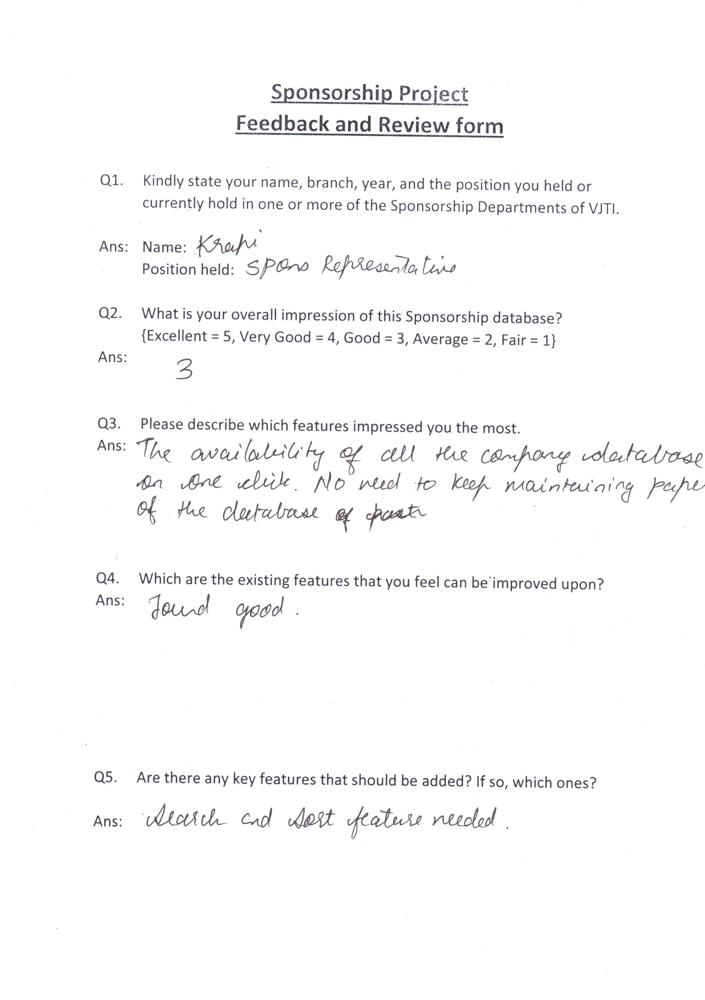 Sponsorship Project
Feedback and Review form
Q1. Kindly state your name, branch, year, and the position you held or
currently hold in one or more of the Sponsorship Departments of VJTI.
Ans: Name: Krapi
Position held: Spons Representative
Q2. What is your overall impression of this Sponsorship database?
{Excellent = 5, Very Good = 4, Good = 3, Average = 2, Fair = 1}
Ans:
3
Q3. Please describe which features impressed you the most.
Ans: The availability of all the company database
on one click. No need to keep maintaining pape
of the database of past
Q4. Which are the existing features that you feel can be improved upon?
Ans: Found good.
Q5. Are there any key features that should be added? If so, which ones?
Ans: Search and Sort feature needed.